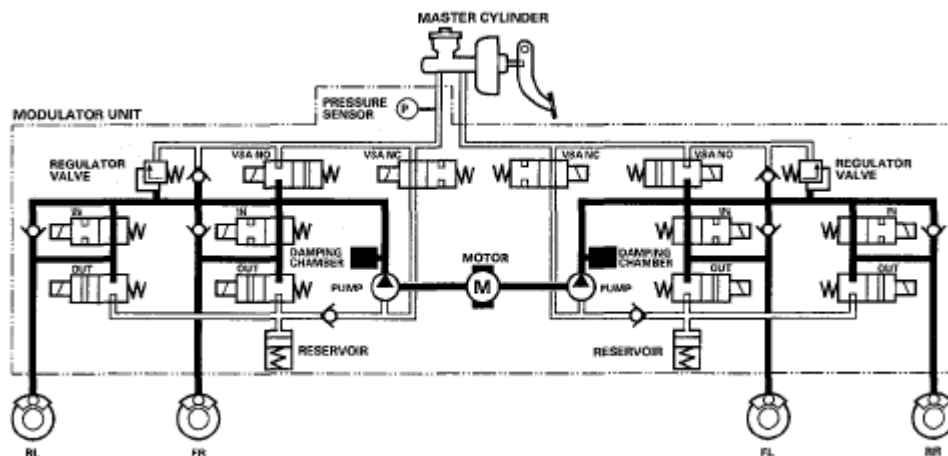 MASTER CYLINDER
PRESSURE
SENSOR
P
MODULATOR UNIT
REGULATOR
VALVE
VSA NO
VSA NC
VSA NC
VSA NO
REGULATOR
VALVE
IN
IN
IN
IN
DAMPING
CHAMBER
MOTOR
DAMPING
CHAMBER
OUT
OUT
PUMP
M
PUMP
OUT
OUT
RESERVOIR
RESERVOIR
RL
FR
FL
RR